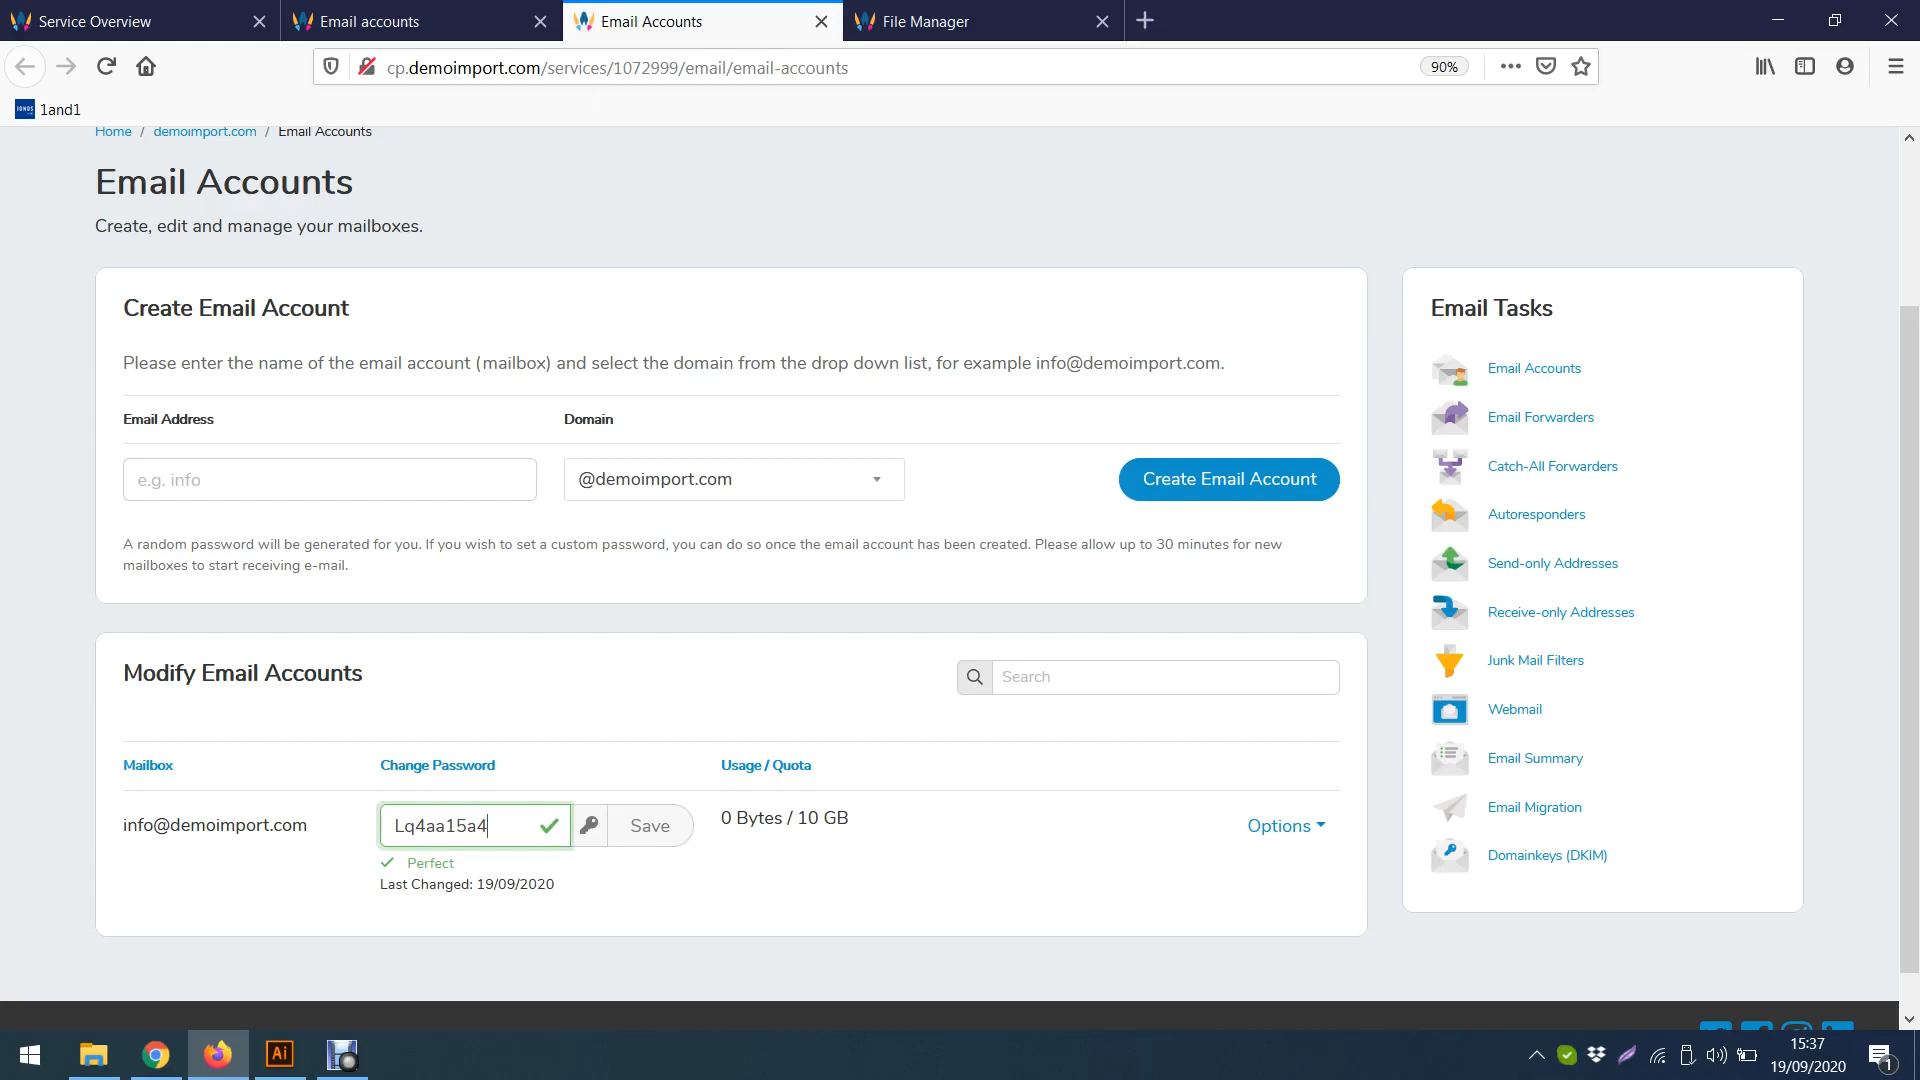 Service Overview
Email accounts
Email Accounts
File Manager
cp.demoimport.com/services/1072999/email/email-accounts
90%
IONOS
1and1
Home / demoimport.com / Email Accounts
Email Accounts
Create, edit and manage your mailboxes.
Create Email Account
Please enter the name of the email account (mailbox) and select the domain from the drop down list, for example info@demoimport.com.
Email Address
Domain
e.g. info
@demoimport.com
Create Email Account
A random password will be generated for you. If you wish to set a custom password, you can do so once the email account has been created. Please allow up to 30 minutes for new
mailboxes to start receiving e-mail.
Modify Email Accounts
Search
Mailbox
Change Password
Usage / Quota
info@demoimport.com
Lq4aa15a4
Save
0 Bytes / 10 GB
Options
Perfect
Last Changed: 19/09/2020
Email Tasks
Email Accounts
Email Forwarders
Catch-All Forwarders
Autoresponders
Send-only Addresses
Receive-only Addresses
Junk Mail Filters
Webmail
Email Summary
Email Migration
Domainkeys (DKIM)
Ai
15:37
19/09/2020
1